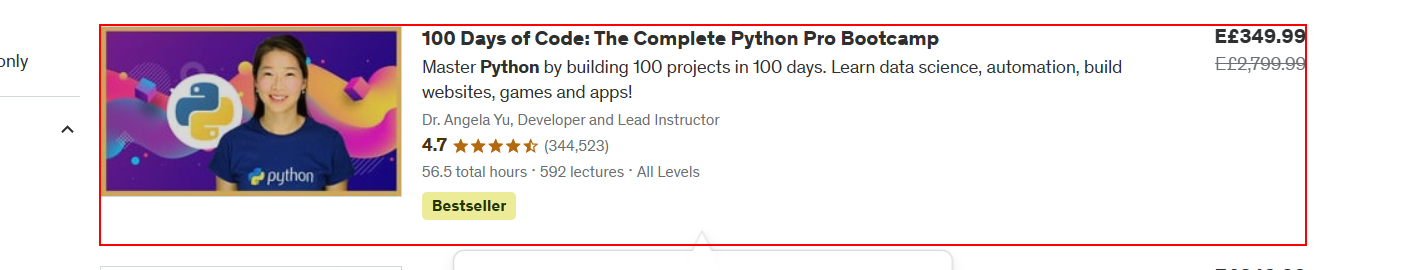 only
100 Days of Code: The Complete Python Pro Bootcamp
E£349.99
Master Python by building 100 projects in 100 days. Learn data science, automation, build
E£2,799.99
websites, games and apps!
Dr. Angela Yu, Developer and Lead Instructor
4.7 (344,523)
56.5 total hours · 592 lectures · All Levels
python
Bestseller